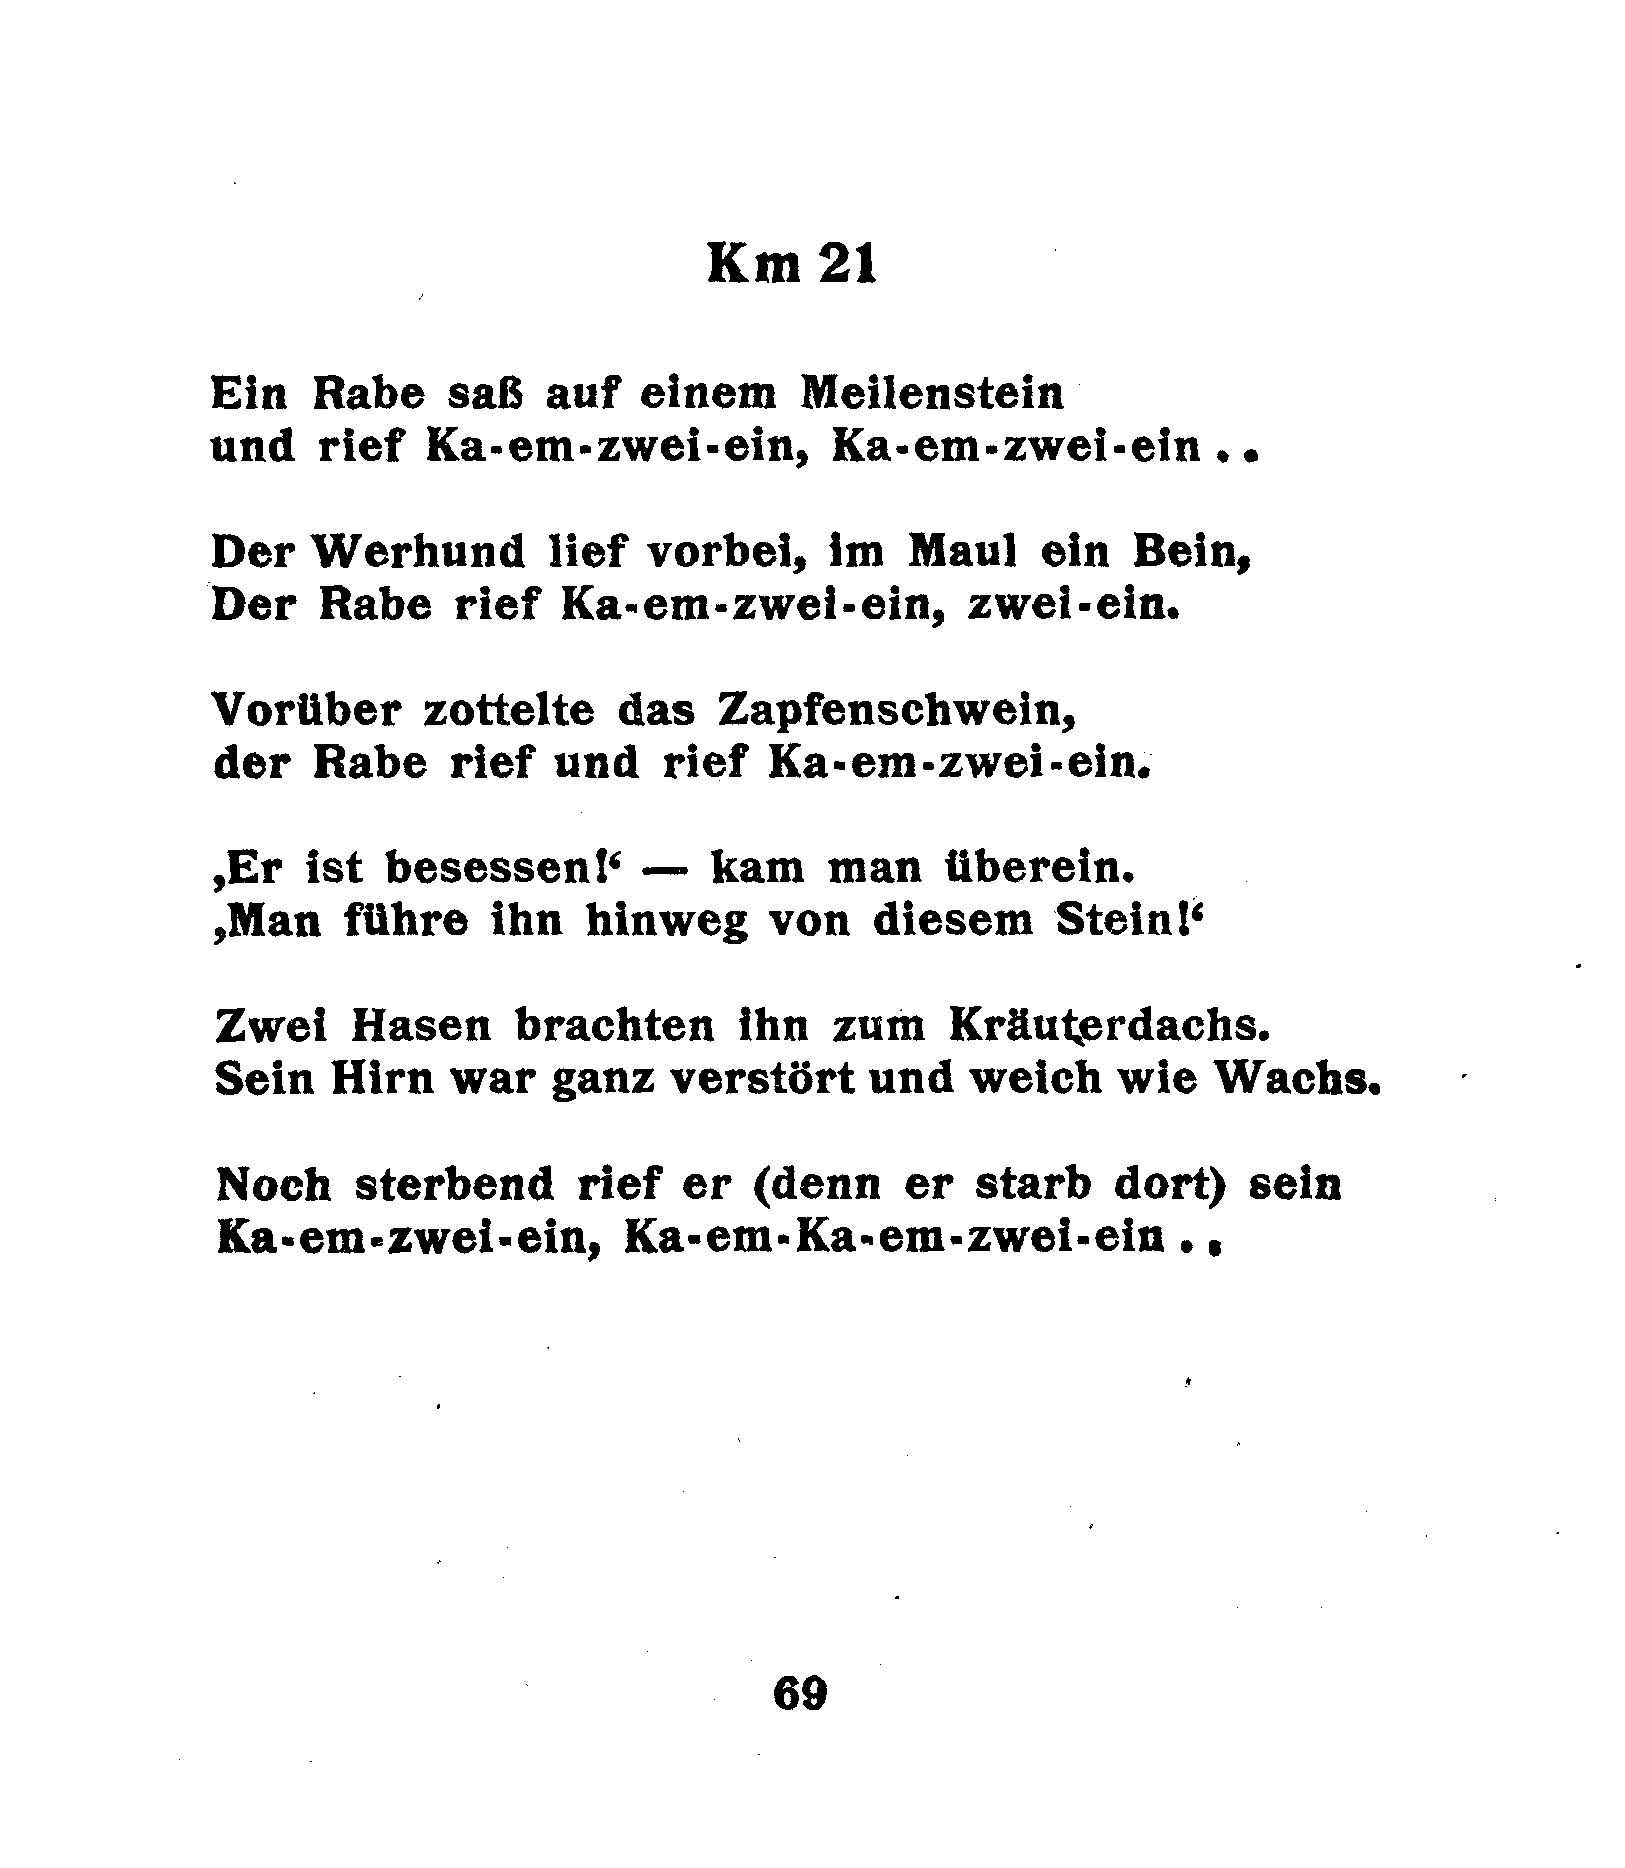 Km 21
Ein Rabe saß auf einem Meilenstein
und rief Ka-em-zwei-ein, Ka-em-zwei-ein . .
Der Werhund lief vorbei, im Maul ein Bein,
Der Rabe rief Ka-em-zwei-ein, zwei-ein.
Vorüber zottelte das Zapfenschwein,
der Rabe rief und rief Ka-em-zwei-ein.
‚Er ist besessen!‘ — kam man überein.
‚Man führe ihn hinweg von diesem Stein!‘
Zwei Hasen brachten ihn zum Kräuterdachs.
Sein Hirn war ganz verstört und weich wie Wachs.
Noch sterbend rief er (denn er starb dort) sein
Ka-em-zwei-ein, Ka-em-Ka-em-zwei-ein . .
69